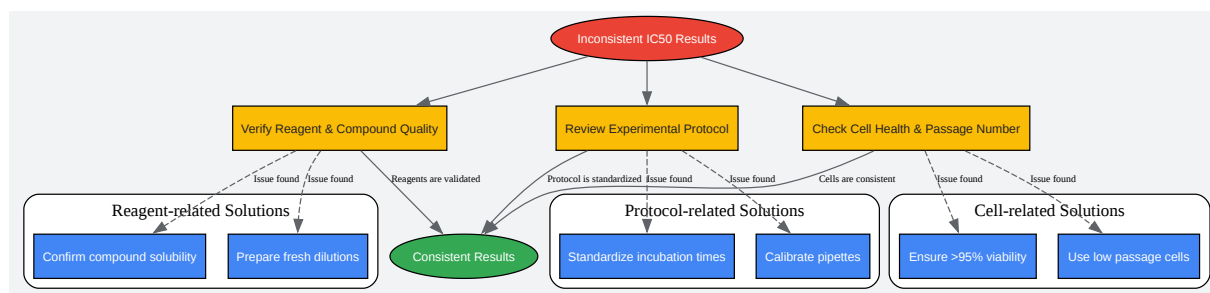 Inconsistent IC50 Results
Verify Reagent & Compound Quality
Review Experimental Protocol
Check Cell Health & Passage Number
Issue found
Issue found
Reagents are validated
Protocol is standardized
Issue found
Issue found
Cells are consistent
Issue found
Issue found
Reagent-related Solutions
Protocol-related Solutions
Cell-related Solutions
Confirm compound solubility
Prepare fresh dilutions
Consistent Results
Standardize incubation times
Calibrate pipettes
Ensure >95% viability
Use low passage cells